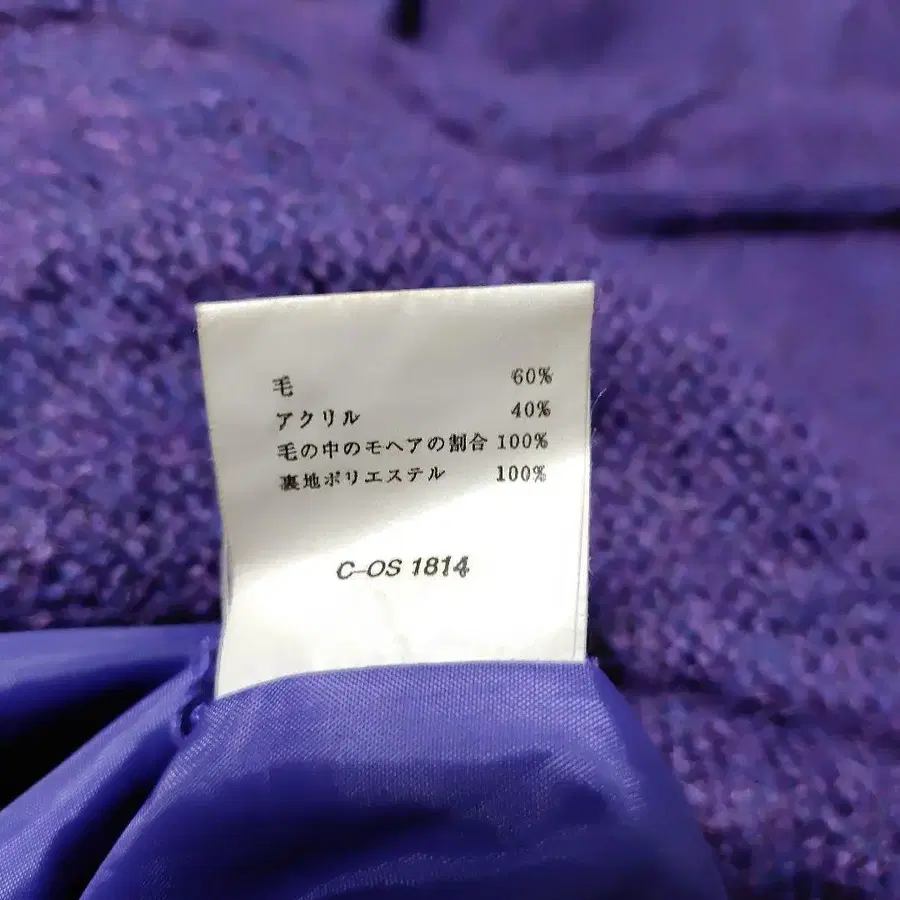 毛 60%
アクリル 40%
毛の中のモヘアの割合 100%
裏地ポリエステル 100%
C-OS 1814